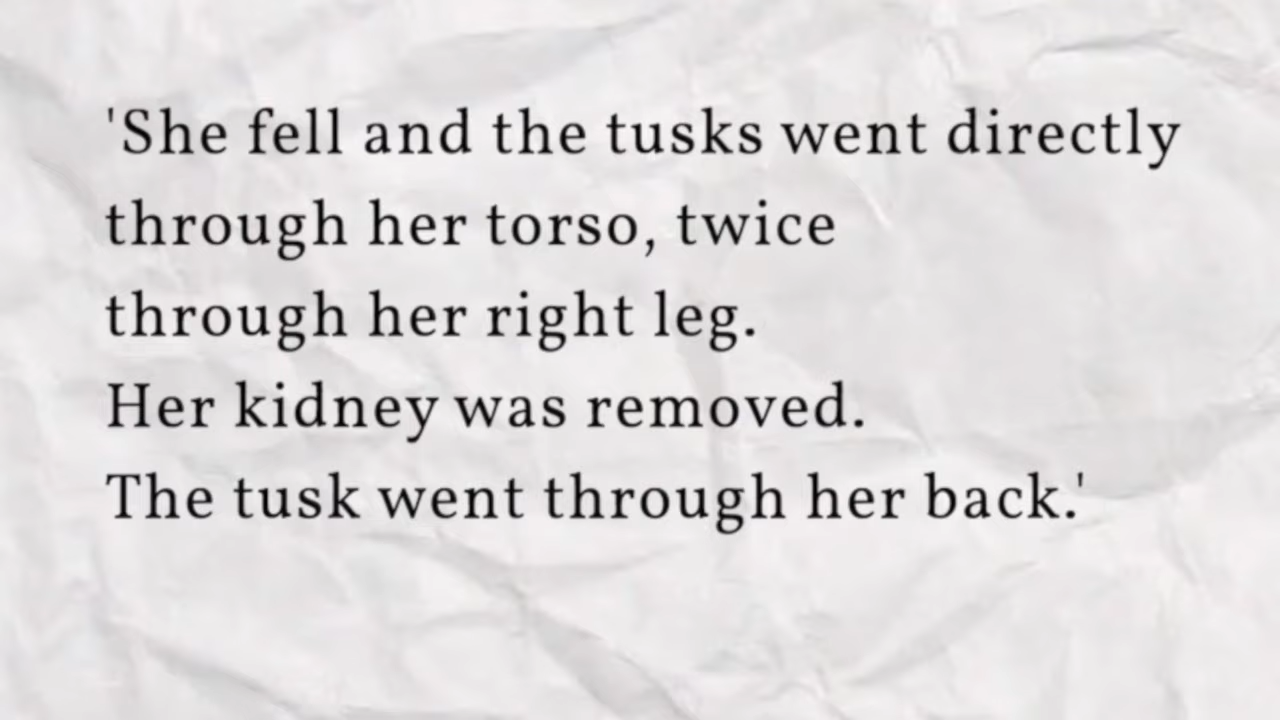 'She fell and the tusks went directly
through her torso, twice
through her right leg.
Her kidney was removed.
The tusk went through her back.'